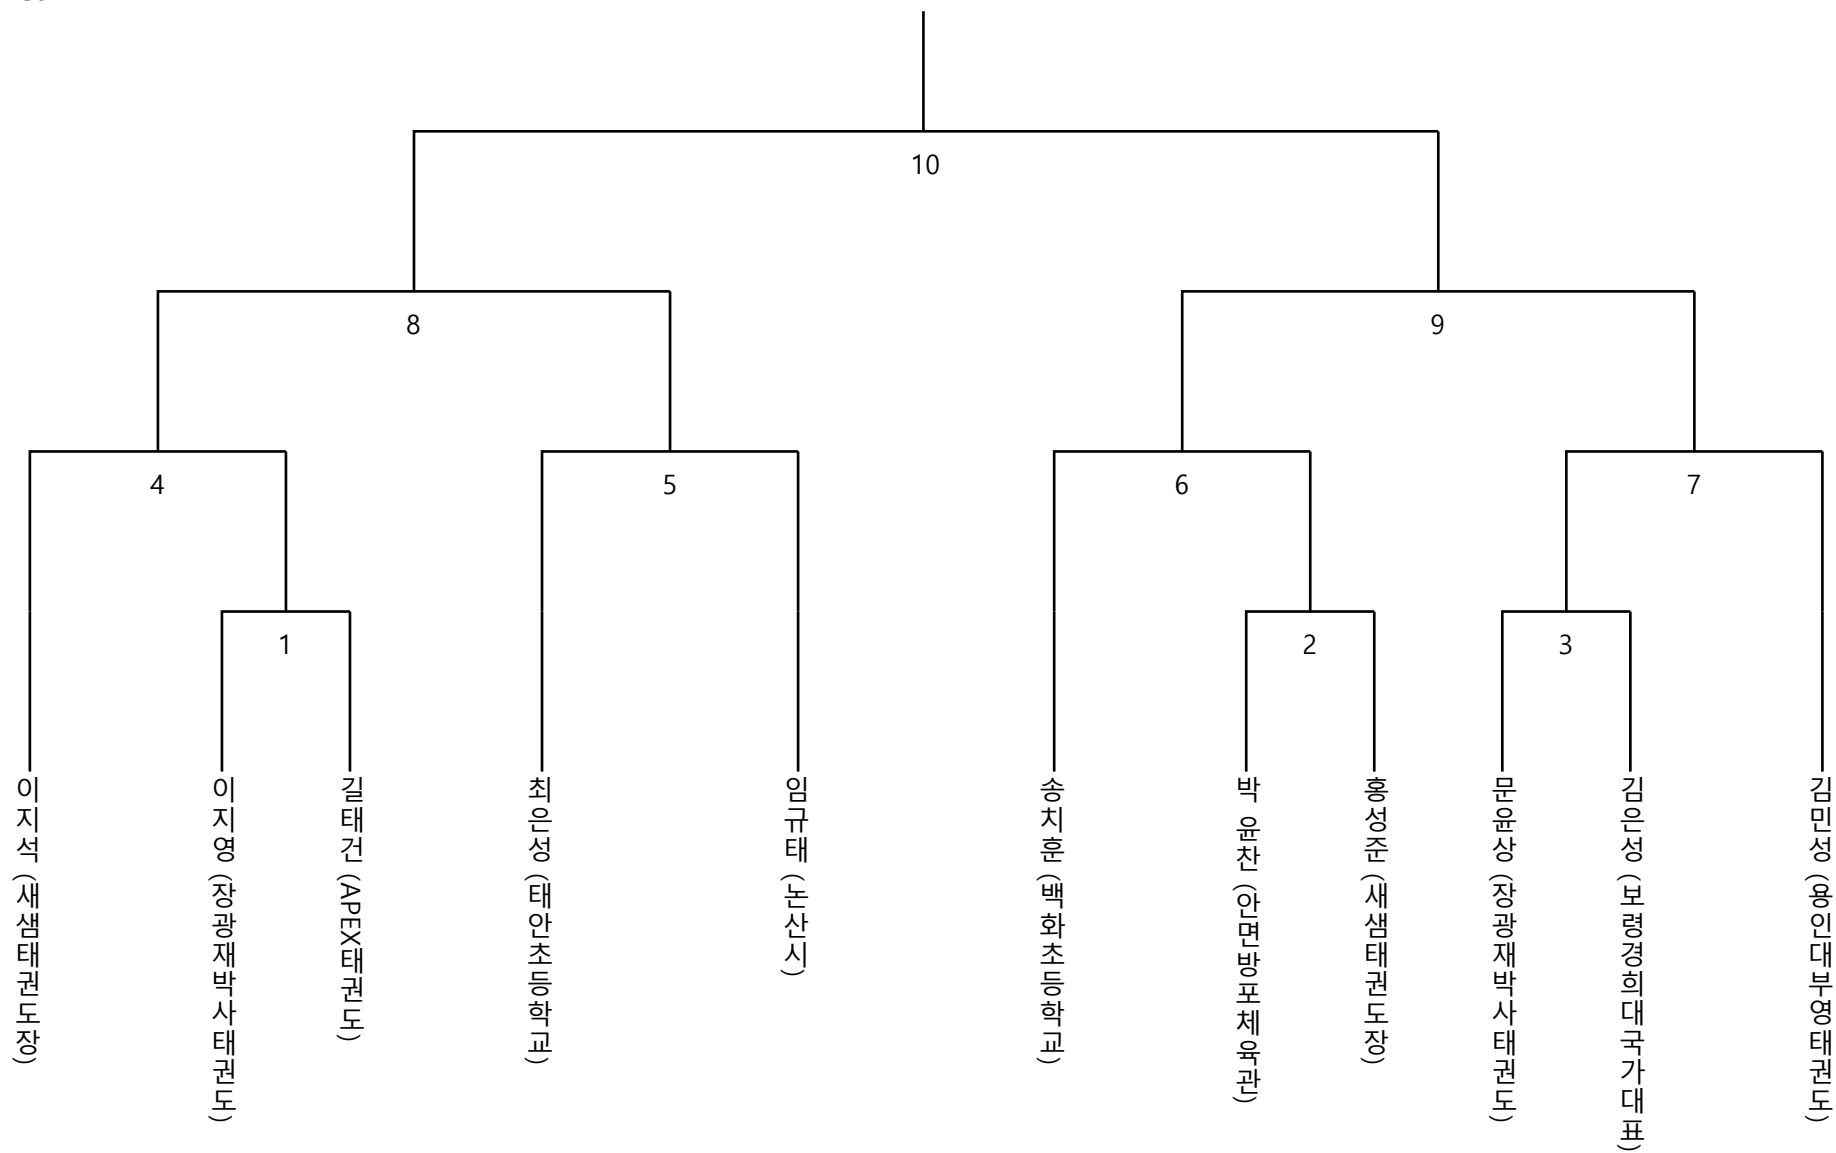 10
8
9
4
5
6
7
1
2
3
이지석 (새샘태권도장)
이지영 (장광재박사태권도)
길태건 (APEX태권도)
최은성 (태안초등학교)
임규태 (논산시)
송치훈 (백화초등학교)
박 윤찬 (안면방포체육관)
홍성준 (새샘태권도장)
문윤상 (장광재박사태권도)
김은성 (보령경희대국가대표)
김민성 (용인대부영태권도)